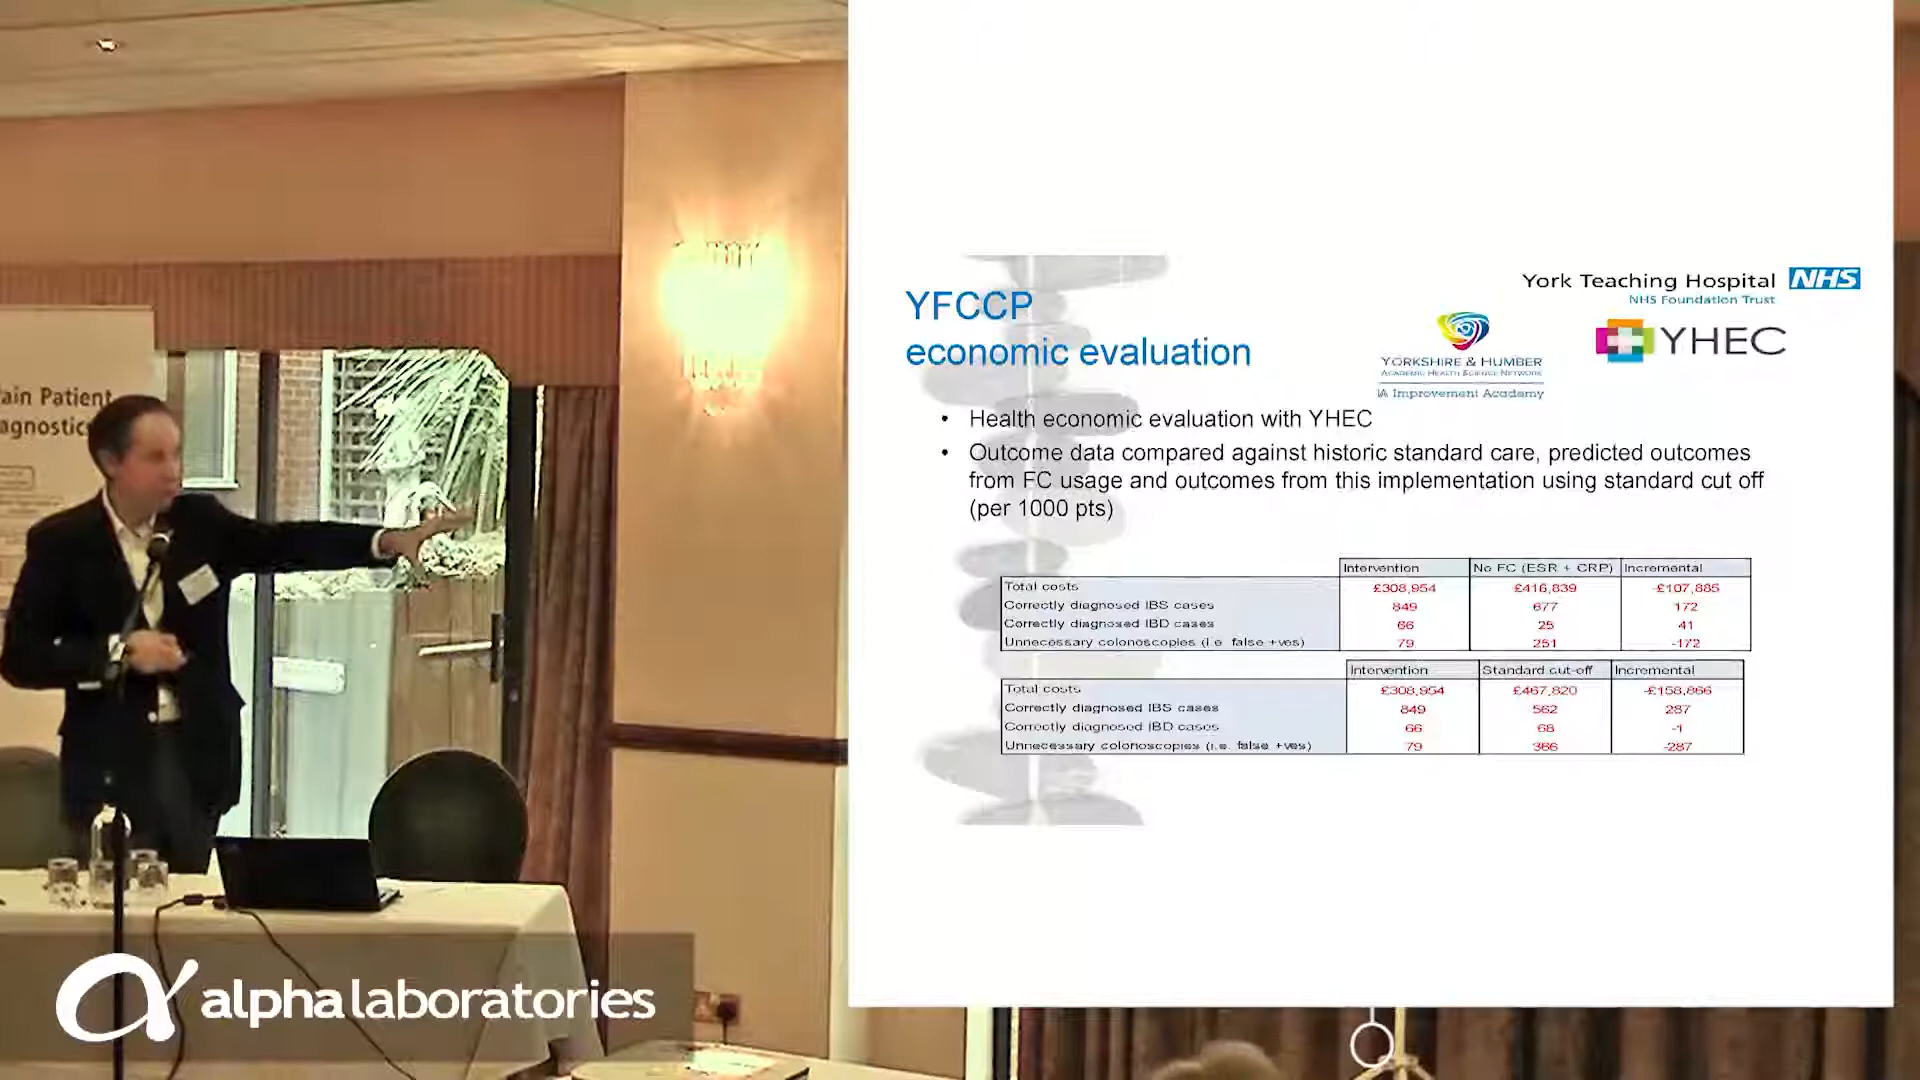 ain Patient
agnostic
YFCCP
economic evaluation
York Teaching Hospital NHS
NHS Foundation Trust
YORKSHIRE & HUMBER
ACADEMIC HEALTH SCIENCE NETWORK
IA Improvement Academy
YHEC
• Health economic evaluation with YHEC
• Outcome data compared against historic standard care, predicted outcomes
from FC usage and outcomes from this implementation using standard cut off
(per 1000 pts)
Intervention No FC (ESR + CRP) Incremental
Total costs £308,954 £416,839 -£107,885
Correctly diagnosed IBS cases 849 677 172
Correctly diagnosed IBD cases 66 25 41
Unnecessary colonoscopies (i.e. false +ves) 79 251 -172
Intervention Standard cut-off Incremental
Total costs £308,954 £467,820 -£158,866
Correctly diagnosed IBS cases 849 562 287
Correctly diagnosed IBD cases 66 68 -1
Unnecessary colonoscopies (i.e. false +ves) 79 366 -287
alpha laboratories